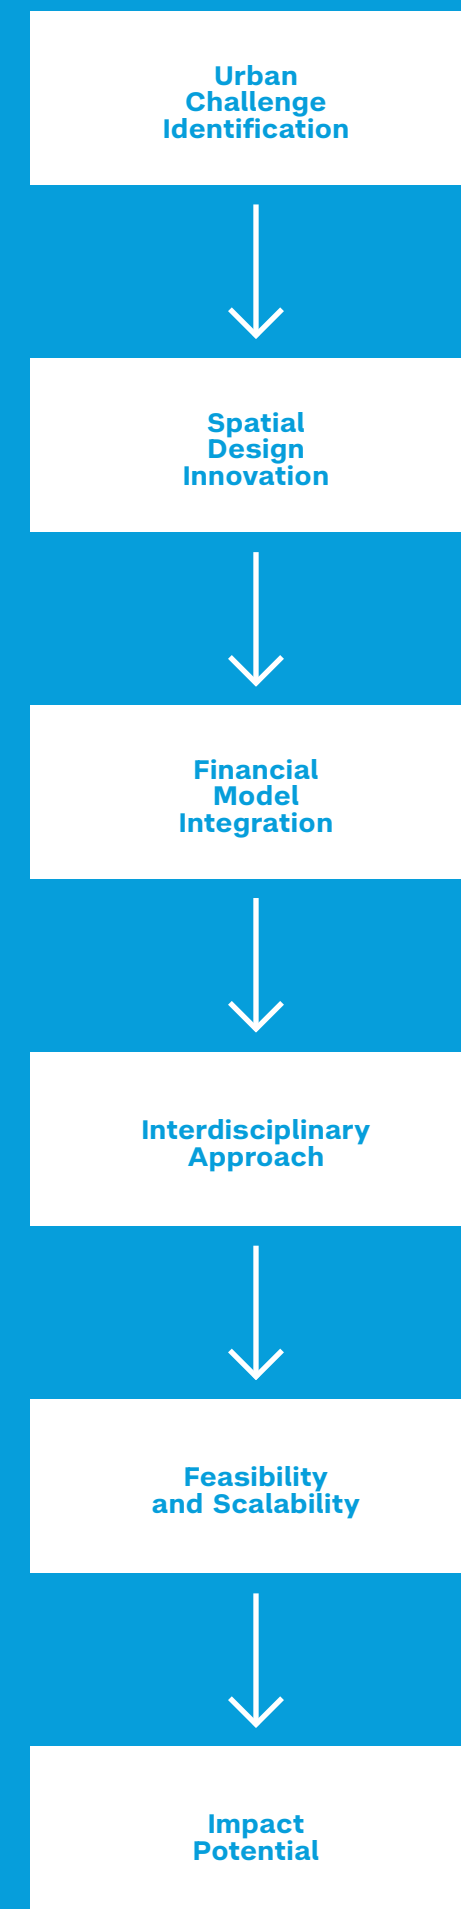 Urban
Challenge
Identification
Spatial
Design
Innovation
Financial
Model
Integration
Interdisciplinary
Approach
Feasibility
and Scalability
Impact
Potential